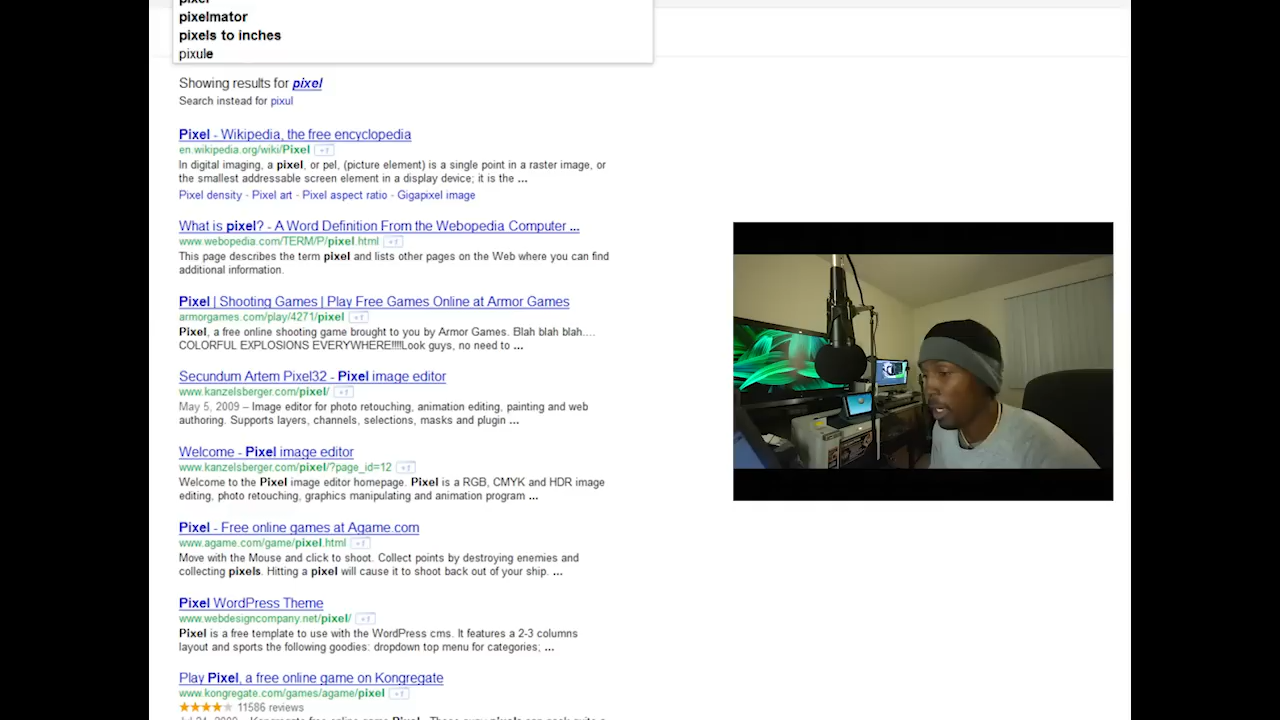 pixel
pixelmator
pixels to inches
pixule
Showing results for pixel
Search instead for pixul
Pixel - Wikipedia, the free encyclopedia
en.wikipedia.org/wiki/Pixel +1
In digital imaging, a pixel, or pel, (picture element) is a single point in a raster image, or
the smallest addressable screen element in a display device; it is the ...
Pixel density - Pixel art - Pixel aspect ratio - Gigapixel image
What is pixel? - A Word Definition From the Webopedia Computer ...
www.webopedia.com/TERM/P/pixel.html +1
This page describes the term pixel and lists other pages on the Web where you can find
additional information.
Pixel | Shooting Games | Play Free Games Online at Armor Games
armorgames.com/play/4271/pixel +1
Pixel, a free online shooting game brought to you by Armor Games. Blah blah blah....
COLORFUL EXPLOSIONS EVERYWHERE!!!!Look guys, no need to ...
Secundum Artem Pixel32 - Pixel image editor
www.kanzelsberger.com/pixel/ +1
May 5, 2009 – Image editor for photo retouching, animation editing, painting and web
authoring. Supports layers, channels, selections, masks and plugin ...
Welcome - Pixel image editor
www.kanzelsberger.com/pixel/?page_id=12 +1
Welcome to the Pixel image editor homepage. Pixel is a RGB, CMYK and HDR image
editing, photo retouching, graphics manipulating and animation program ...
Pixel - Free online games at Agame.com
www.agame.com/game/pixel.html +1
Move with the Mouse and click to shoot. Collect points by destroying enemies and
collecting pixels. Hitting a pixel will cause it to shoot back out of your ship. ...
Pixel WordPress Theme
www.webdesigncompany.net/pixel/ +1
Pixel is a free template to use with the WordPress cms. It features a 2-3 columns
layout and sports the following goodies: dropdown top menu for categories; ...
Play Pixel, a free online game on Kongregate
www.kongregate.com/games/agame/pixel +1
11586 reviews